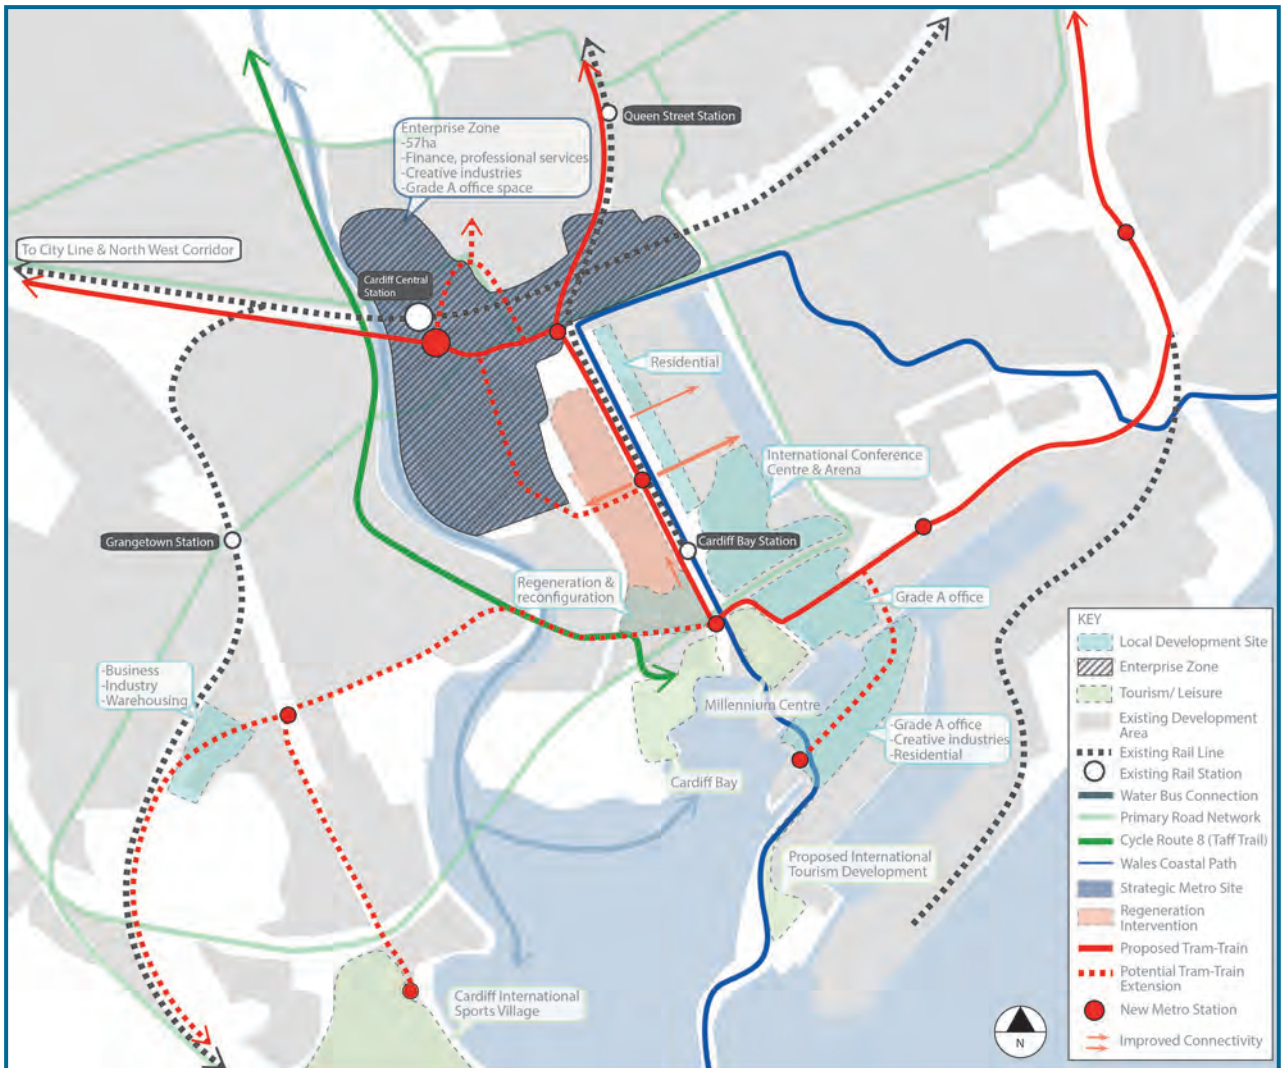 Queen Street Station
Enterprise Zone
-57ha
-Finance, professional services
-Creative industries
-Grade A office space
To City Line & North West Corridor
Cardiff Central
Station
Residential
International Conference
Centre & Arena
Grangetown Station
Cardiff Bay Station
Regeneration &
reconfiguration
Grade A office
-Business
-Industry
-Warehousing
Millennium Centre
-Grade A office
-Creative industries
-Residential
Cardiff Bay
Proposed International
Tourism Development
Cardiff International
Sports Village
N
KEY
Local Development Site
Enterprise Zone
Tourism/ Leisure
Existing Development
Area
Existing Rail Line
Existing Rail Station
Water Bus Connection
Primary Road Network
Cycle Route 8 (Taff Trail)
Wales Coastal Path
Strategic Metro Site
Regeneration
Intervention
Proposed Tram-Train
Potential Tram-Train
Extension
New Metro Station
Improved Connectivity